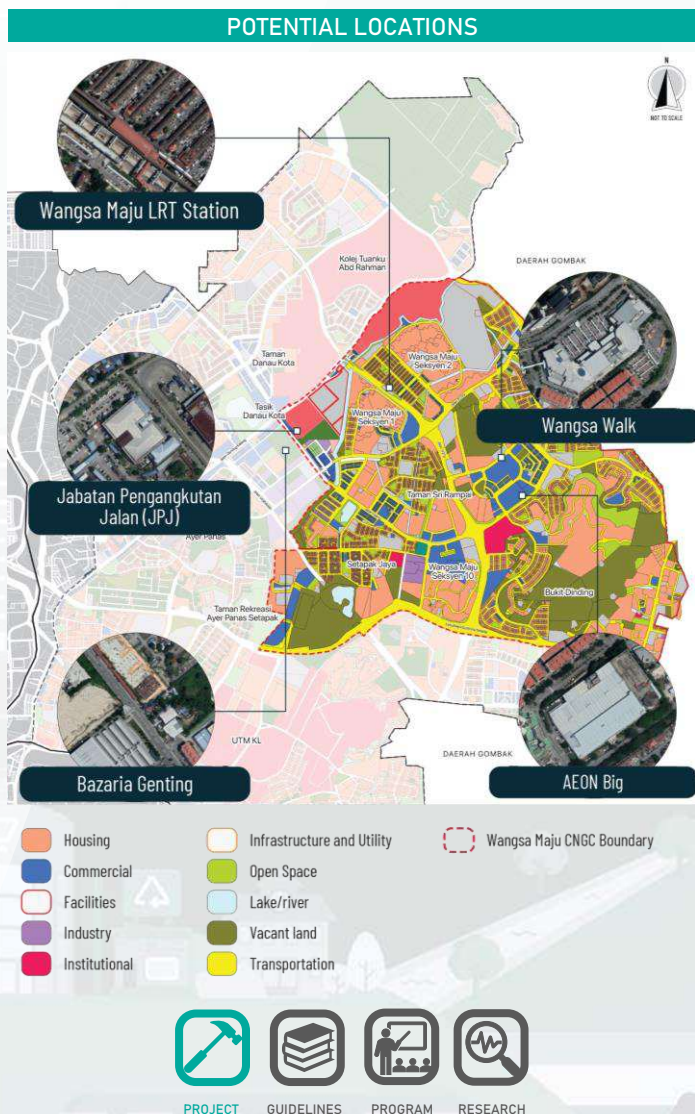 POTENTIAL LOCATIONS
N
NOT TO SCALE
Wangsa Maju LRT Station
Kolej Tuanku
Abd Rahman
DAERAH GOMBAK
Wangsa Maju
Seksyen 2
Taman
Danau Kota
Tasik
Danau Kota
Wangsa Maju
Seksyen 1
Wangsa Walk
Jabatan Pengangkutan
Jalan (JPJ)
Taman Sri Rampai
Ayer Panas
Setapak Jaya
Wangsa Maju
Seksyen 10
Bukit Dinding
Taman Rekreasi
Ayer Panas Setapak
UTM KL
DAERAH GOMBAK
Bazaria Genting
AEON Big
Housing
Commercial
Facilities
Industry
Institutional
Infrastructure and Utility
Open Space
Lake/river
Vacant land
Transportation
Wangsa Maju CNGC Boundary
PROJECT
GUIDELINES
PROGRAM
RESEARCH